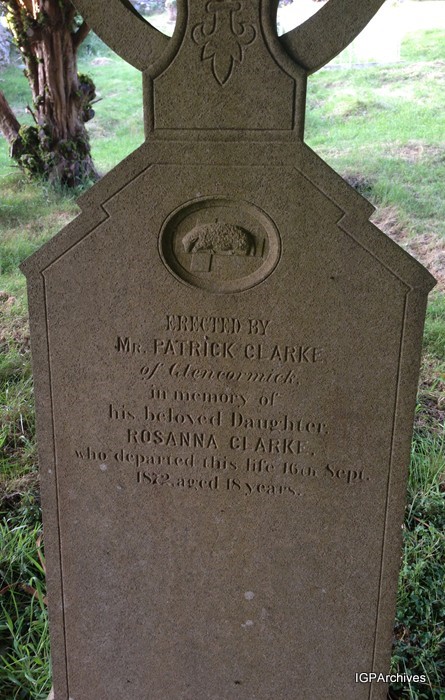 ERECTED BY
MR. PATRICK CLARKE
of Glencormick,
in memory of
his beloved Daughter,
ROSANNA CLARKE,
who departed this life 16th Sept.
1872, aged 18 years.
IGPArchives